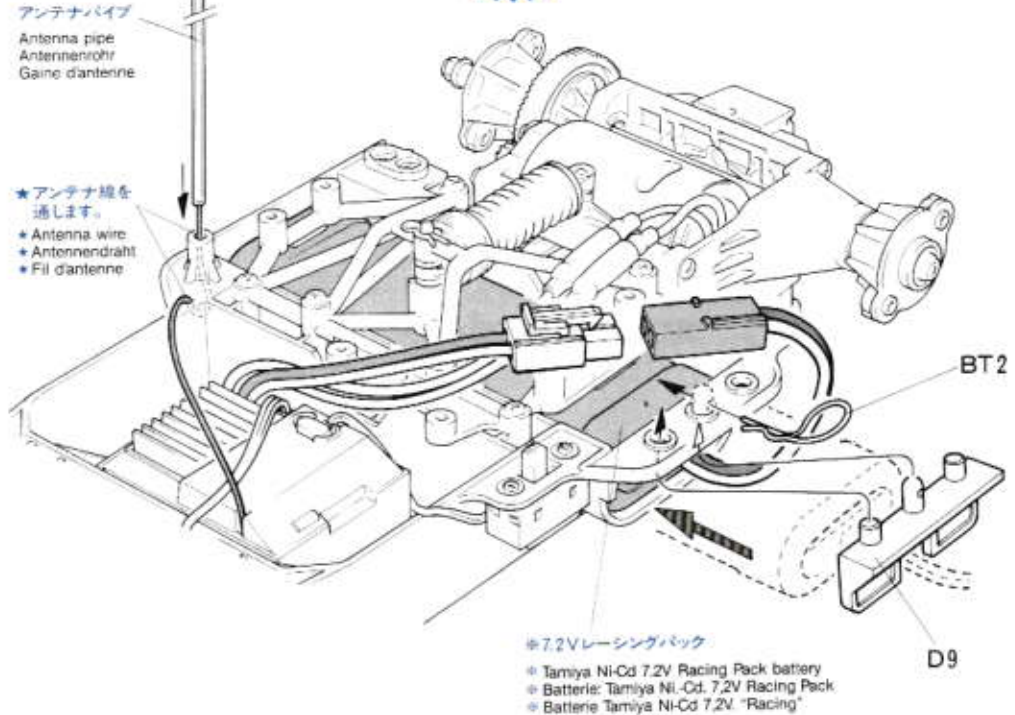 アンテナパイプ
Antenna pipe
Antennenrohr
Gaine d'antenne
★アンテナ線を
通します。
★ Antenna wire
★ Antennendraht
★ Fil d'antenne
BT2
※7.2Vレーシングパック
※ Tamiya Ni-Cd 7.2V Racing Pack battery
※ Batterie: Tamiya Ni.-Cd. 7,2V Racing Pack
※ Batterie Tamiya Ni-Cd 7,2V. "Racing"
D9